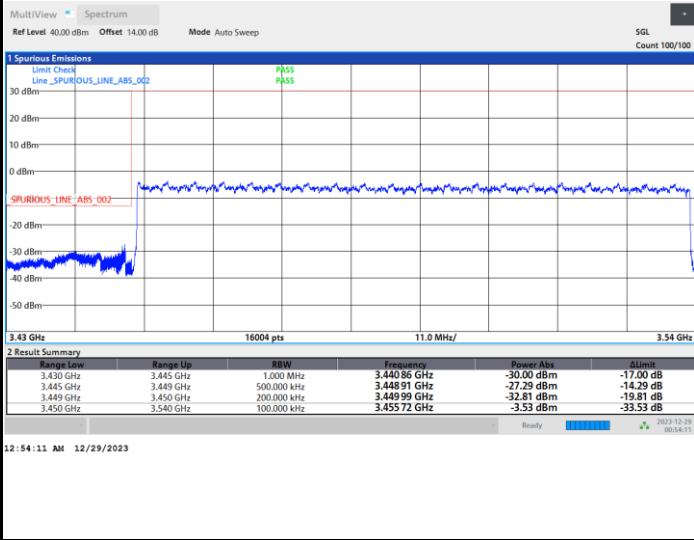 MultiView Spectrum
Ref Level 40.00 dBm Offset 14.00 dB Mode Auto Sweep SGL
Count 100/100
1 Spurious Emissions
Limit Check PASS
Line _SPURIOUS_LINE_ABS_002 PASS
30 dBm
20 dBm
10 dBm
0 dBm
_SPURIOUS_LINE_ABS_002
-20 dBm
-30 dBm
-40 dBm
-50 dBm
3.43 GHz 16004 pts 11.0 MHz/ 3.54 GHz
2 Result Summary
Range Low Range Up RBW Frequency Power Abs ΔLimit
3.430 GHz 3.445 GHz 1.000 MHz 3.440 86 GHz -30.00 dBm -17.00 dB
3.445 GHz 3.449 GHz 500.000 kHz 3.448 91 GHz -27.29 dBm -14.29 dB
3.449 GHz 3.450 GHz 200.000 kHz 3.449 99 GHz -32.81 dBm -19.81 dB
3.450 GHz 3.540 GHz 100.000 kHz 3.455 72 GHz -3.53 dBm -33.53 dB
Ready 2023-12-29
00:54:11
12:54:11 AM 12/29/2023